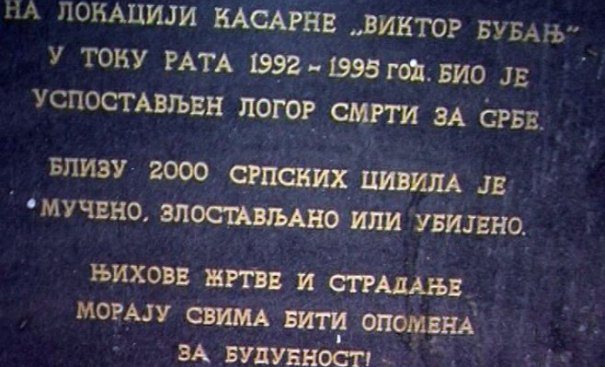 НА ЛОКАЦИЈИ КАСАРНЕ „ВИКТОР БУБАЊ“
У ТОКУ РАТА 1992 - 1995 ГОД. БИО ЈЕ
УСПОСТАВЉЕН ЛОГОР СМРТИ ЗА СРБЕ.
БЛИЗУ 2000 СРПСКИХ ЦИВИЛА ЈЕ
МУЧЕНО, ЗЛОСТАВЉАНО ИЛИ УБИЈЕНО.
ЊИХОВЕ ЖРТВЕ И СТРАДАЊЕ
МОРАЈУ СВИМА БИТИ ОПОМЕНА
ЗА БУДУЋНОСТ!